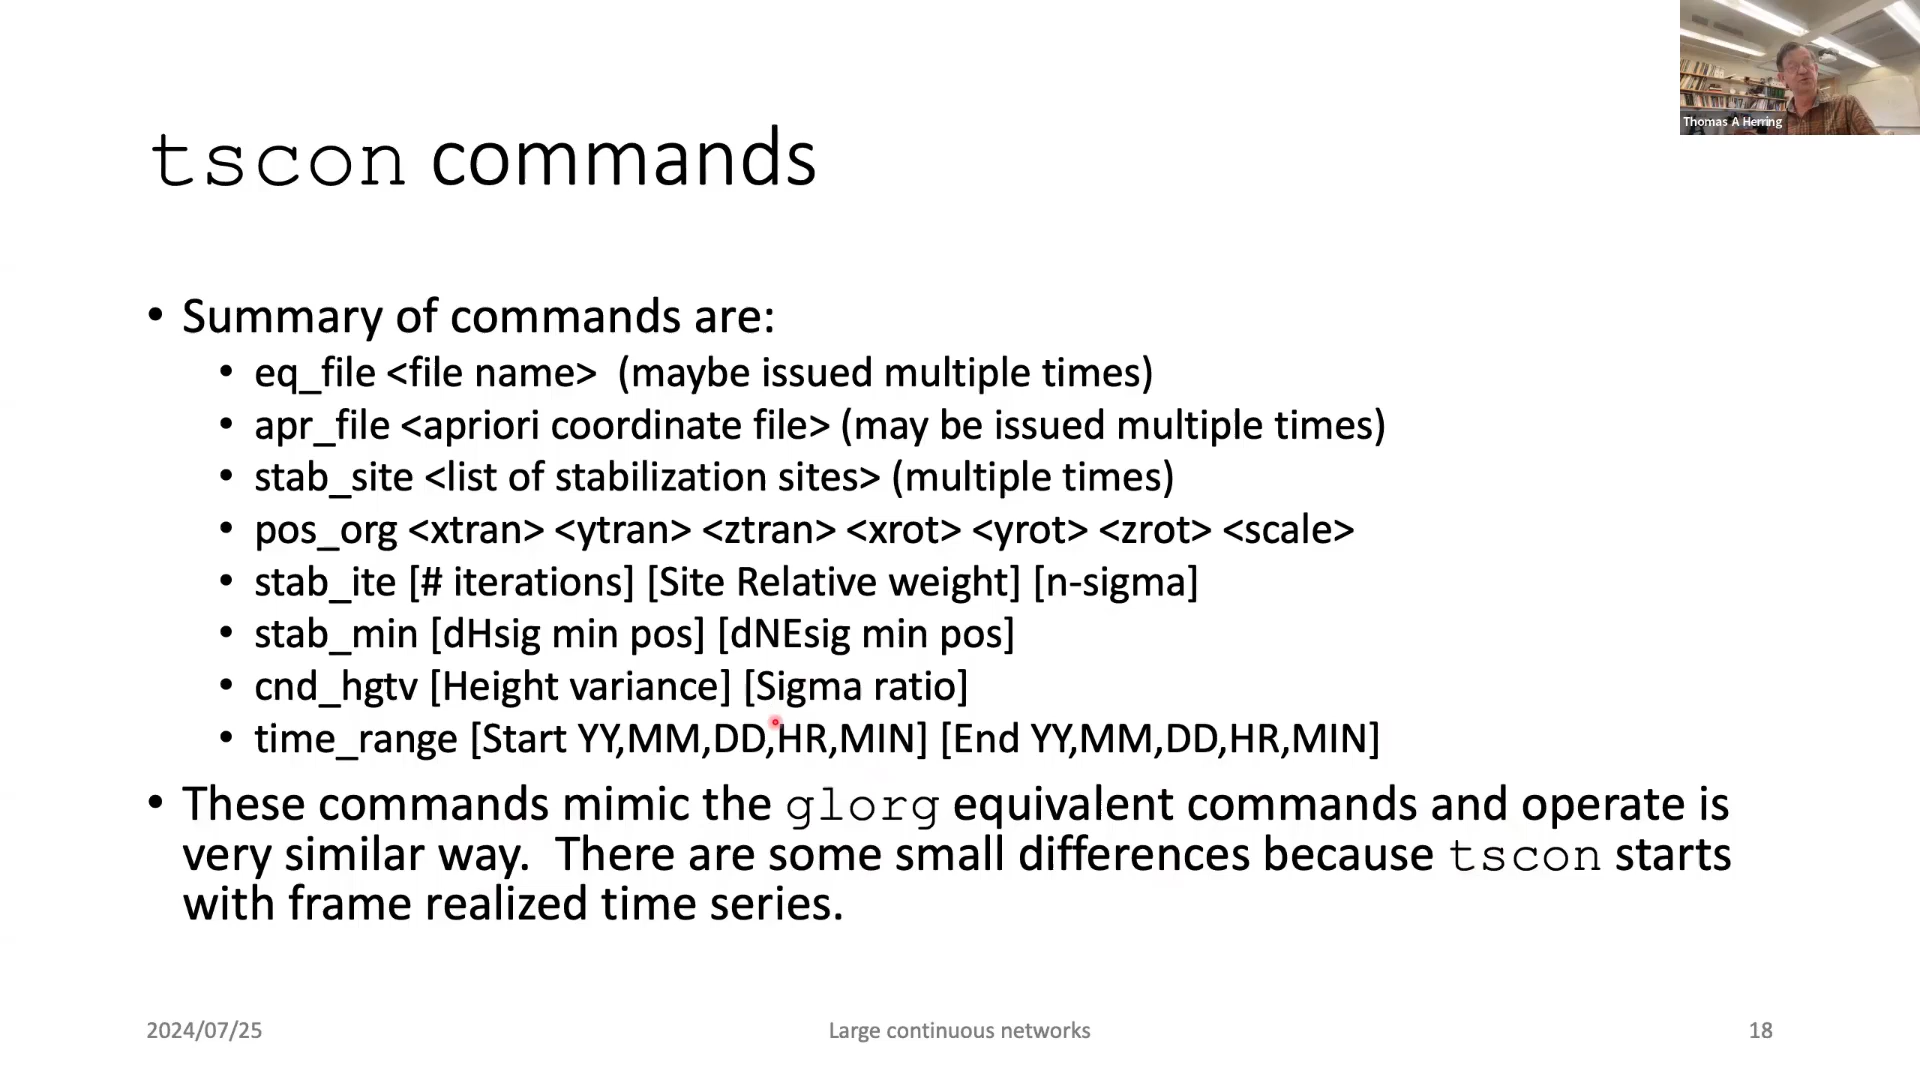 Thomas A Herring
tscon commands
• Summary of commands are:
• eq_file <file name>  (maybe issued multiple times)
• apr_file <apriori coordinate file> (may be issued multiple times)
• stab_site <list of stabilization sites> (multiple times)
• pos_org <xtran> <ytran> <ztran> <xrot> <yrot> <zrot> <scale>
• stab_ite [# iterations] [Site Relative weight] [n-sigma]
• stab_min [dHsig min pos] [dNEsig min pos]
• cnd_hgtv [Height variance] [Sigma ratio]
• time_range [Start YY,MM,DD,HR,MIN] [End YY,MM,DD,HR,MIN]
• These commands mimic the glorg equivalent commands and operate is
very similar way.  There are some small differences because tscon starts
with frame realized time series.
2024/07/25
Large continuous networks
18